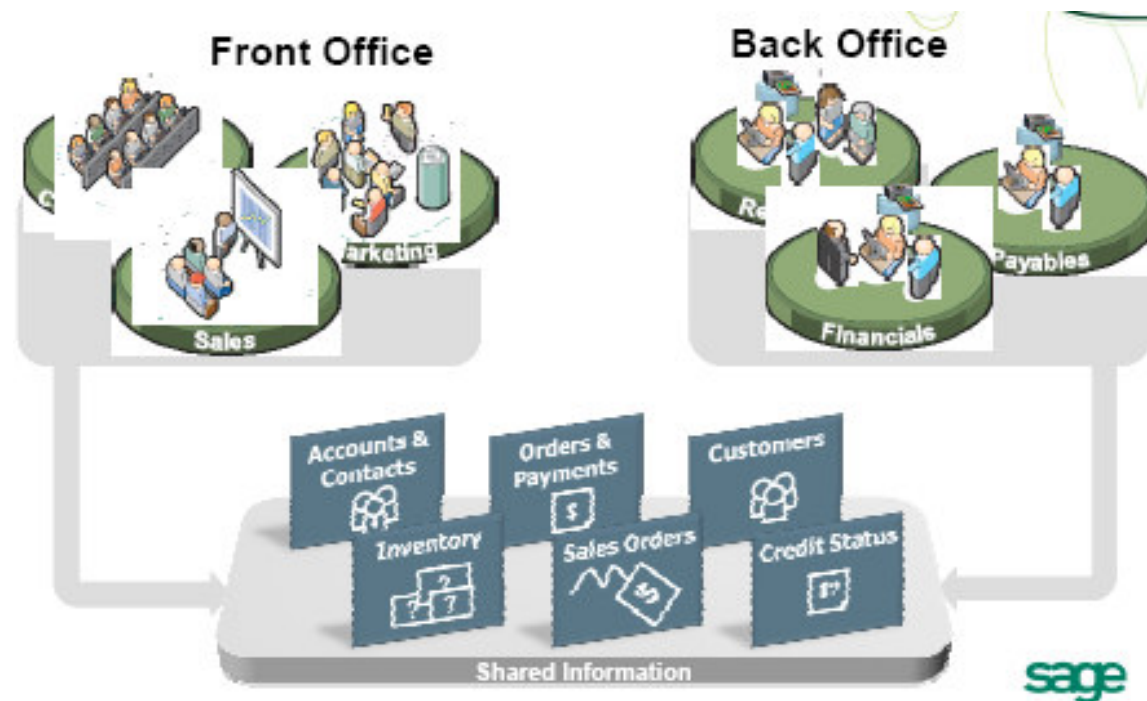 Front Office
Back Office
Sales
Financials
Payables
Accounts &
Contacts
Orders &
Payments
Customers
Inventory
Sales Orders
Credit Status
$
$
$?
?
?
?
Shared Information
sage